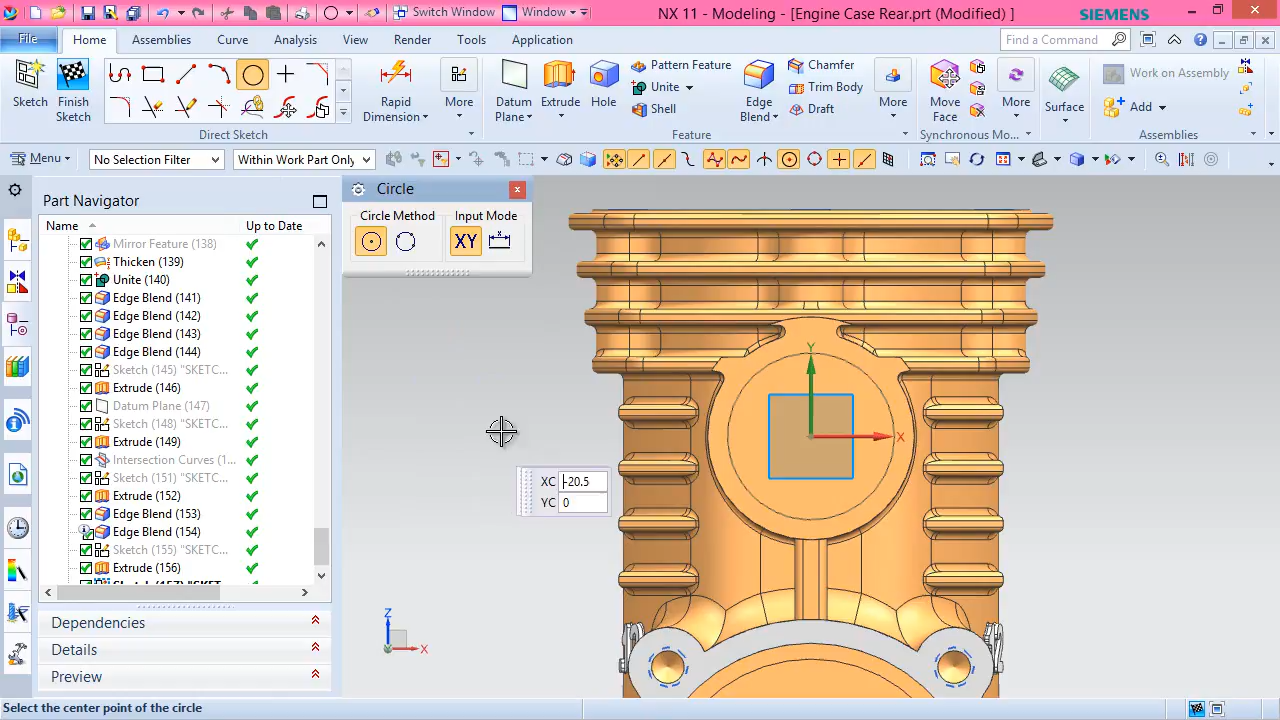 Switch Window Window NX 11 - Modeling - [Engine Case Rear.prt (Modified) ] SIEMENS
File Home Assemblies Curve Analysis View Render Tools Application Find a Command
Sketch Finish Sketch Rapid Dimension More Datum Plane Extrude Hole Pattern Feature Unite Shell Edge Blend Chamfer Trim Body Draft More Move Face More Surface Work on Assembly Add
Direct Sketch Feature Synchronous Mo... Assemblies
Menu No Selection Filter Within Work Part Only
Part Navigator
Name Up to Date
Mirror Feature (138)
Thicken (139)
Unite (140)
Edge Blend (141)
Edge Blend (142)
Edge Blend (143)
Edge Blend (144)
Sketch (145) "SKETC...
Extrude (146)
Datum Plane (147)
Sketch (148) "SKETC...
Extrude (149)
Intersection Curves (1...
Sketch (151) "SKETC...
Extrude (152)
Edge Blend (153)
Edge Blend (154)
Sketch (155) "SKETC...
Extrude (156)
Sketch (157) "SKET...
Dependencies
Details
Preview
Circle
Circle Method Input Mode
XY
Y
X
XC -20.5
YC 0
Z
X
Select the center point of the circle